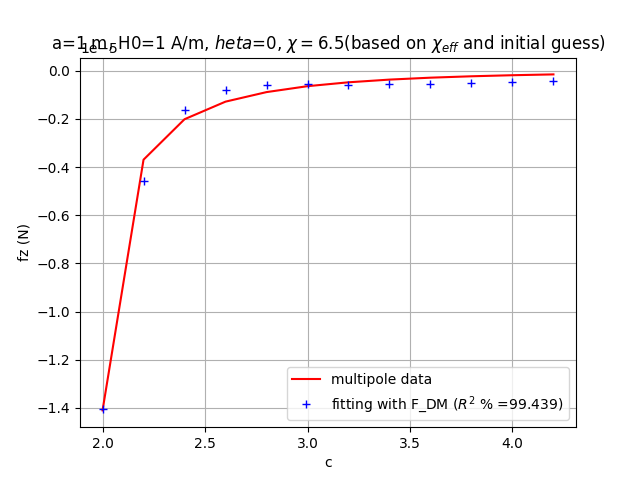 a=1 m, H0=1 A/m, heta=0, χ = 6.5(based on χeff and initial guess)
1e−5
0.0
−0.2
−0.4
−0.6
−0.8
−1.0
−1.2
−1.4
fz (N)
multipole data
fitting with F_DM (R² % =99.439)
2.0 2.5 3.0 3.5 4.0
c